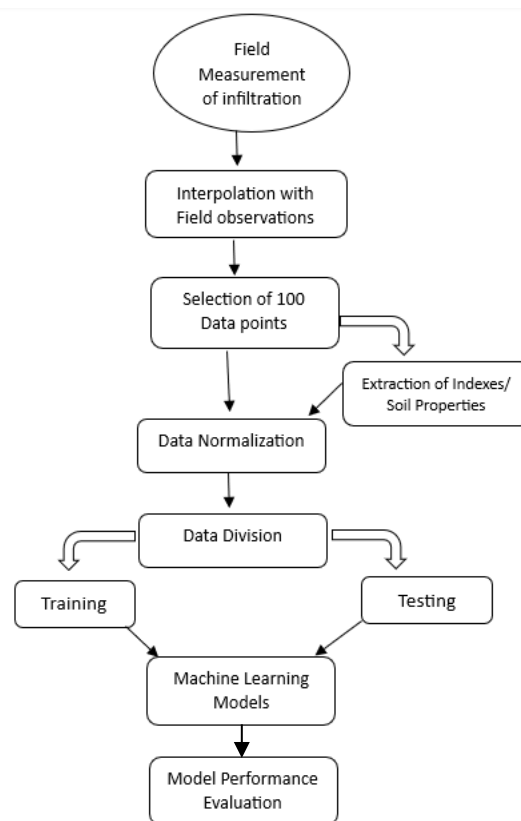 Field
Measurement
of infiltration
Interpolation with
Field observations
Selection of 100
Data points
Extraction of Indexes/
Soil Properties
Data Normalization
Data Division
Training
Testing
Machine Learning
Models
Model Performance
Evaluation